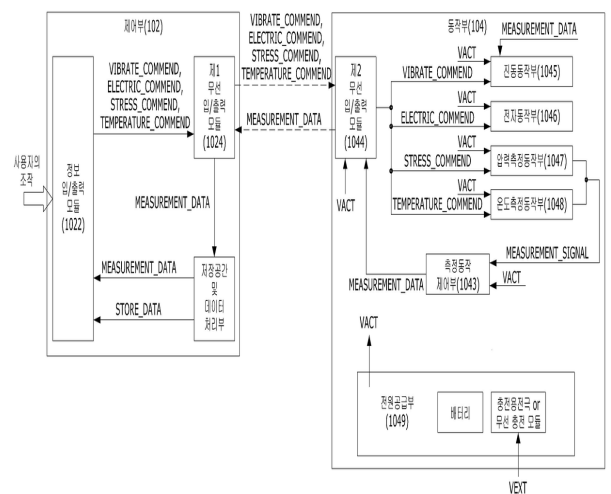 제어부(102)
사용자의
조작
정보
입/출력
모듈
(1022)
VIBRATE_COMMEND,
ELECTRIC_COMMEND,
STRESS_COMMEND,
TEMPERATURE_COMMEND
제1
무선
입/출력
모듈
(1024)
MEASUREMENT_DATA
저장공간
및
데이터
처리부
MEASUREMENT_DATA
STORE_DATA
VIBRATE_COMMEND,
ELECTRIC_COMMEND,
STRESS_COMMEND,
TEMPERATURE_COMMEND
MEASUREMENT_DATA
동작부(104)
제2
무선
입/출력
모듈
(1044)
VACT
MEASUREMENT_DATA
VACT
VIBRATE_COMMEND
진동동작부(1045)
VACT
ELECTRIC_COMMEND
전자동작부(1046)
VACT
STRESS_COMMEND
압력측정동작부(1047)
VACT
TEMPERATURE_COMMEND
온도측정동작부(1048)
MEASUREMENT_SIGNAL
측정동작
제어부(1043)
VACT
MEASUREMENT_DATA
VACT
전원공급부
(1049)
배터리
충전용전극 or
무선 충전 모듈
VEXT